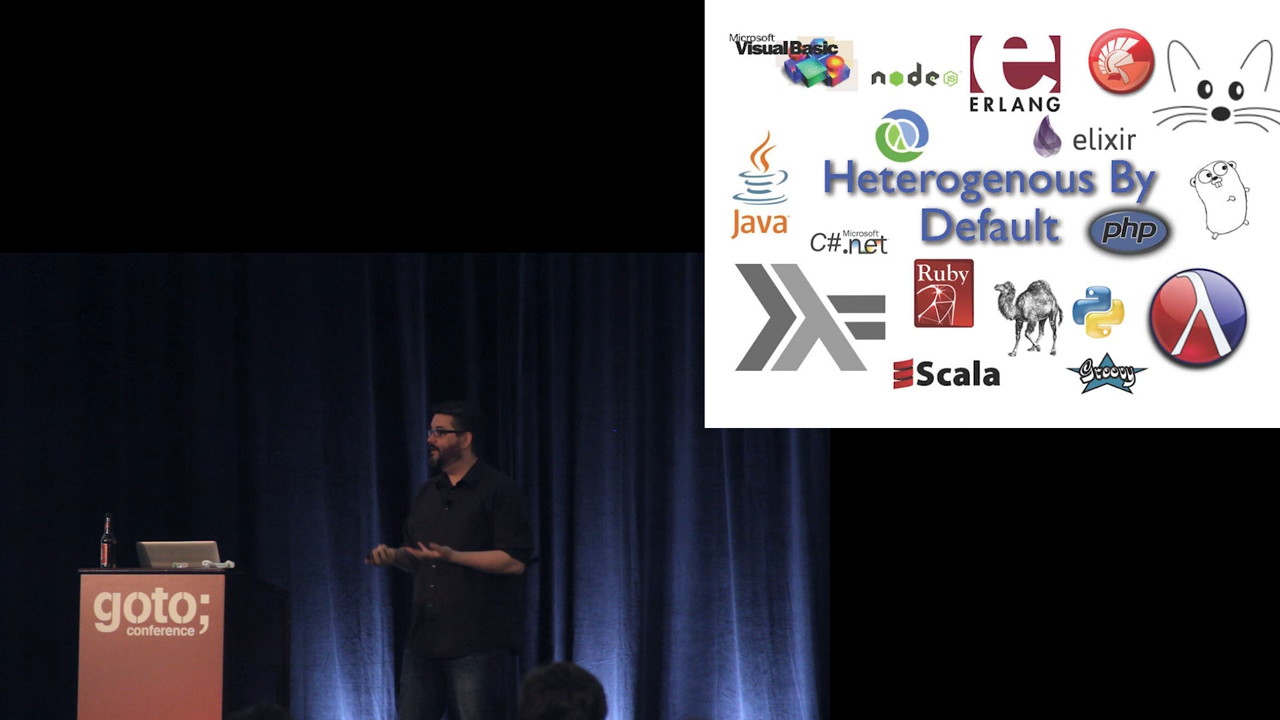 Microsoft
Visual Basic
node
JS
e
ERLANG
elixir
Heterogenous By
Default
Java
Microsoft
C#.net
php
Ruby
λ
Scala
Groovy
goto;
conference